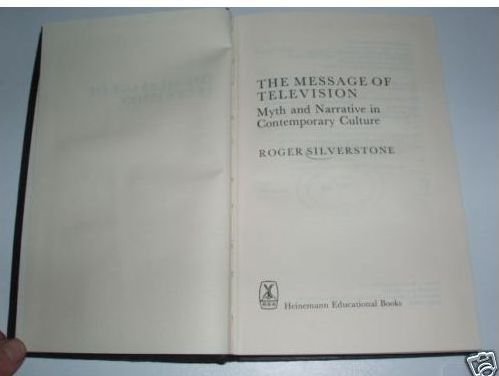 THE MESSAGE OF
TELEVISION
Myth and Narrative in
Contemporary Culture
ROGER SILVERSTONE
Heinemann Educational Books